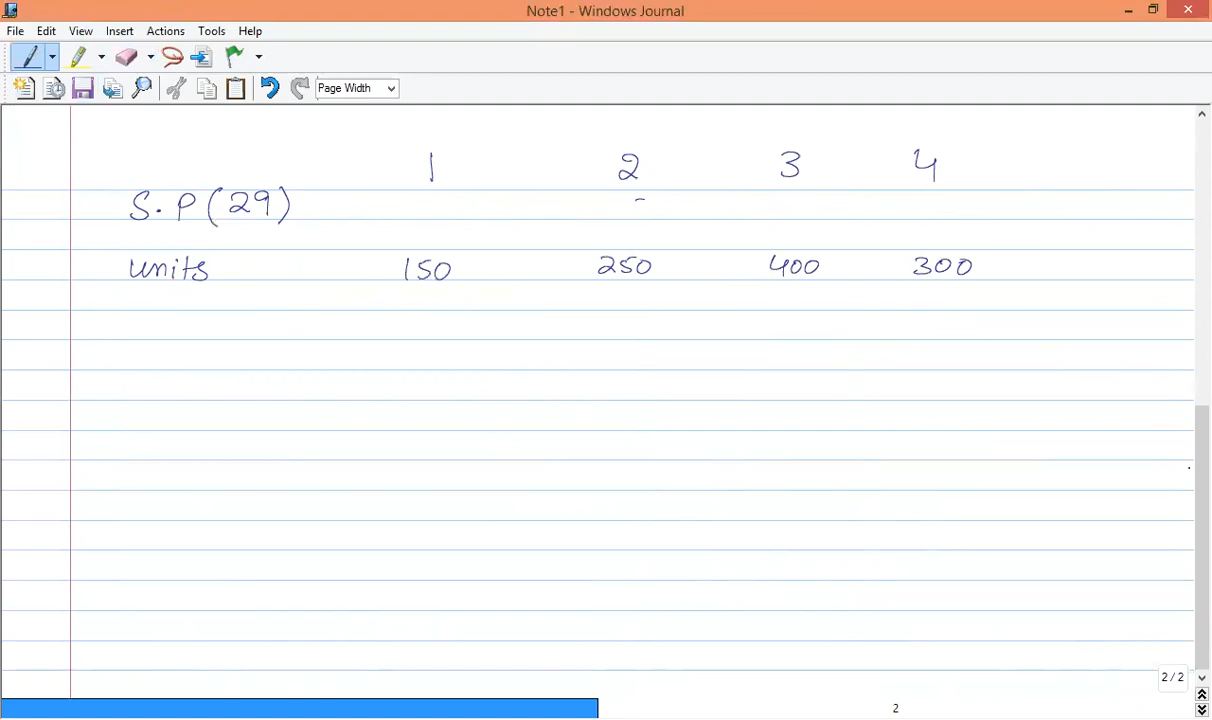 Note1 - Windows Journal
File Edit View Insert Actions Tools Help
Page Width
1 2 3 4
S.P(29)
units 150 250 400 300
2 / 2
2